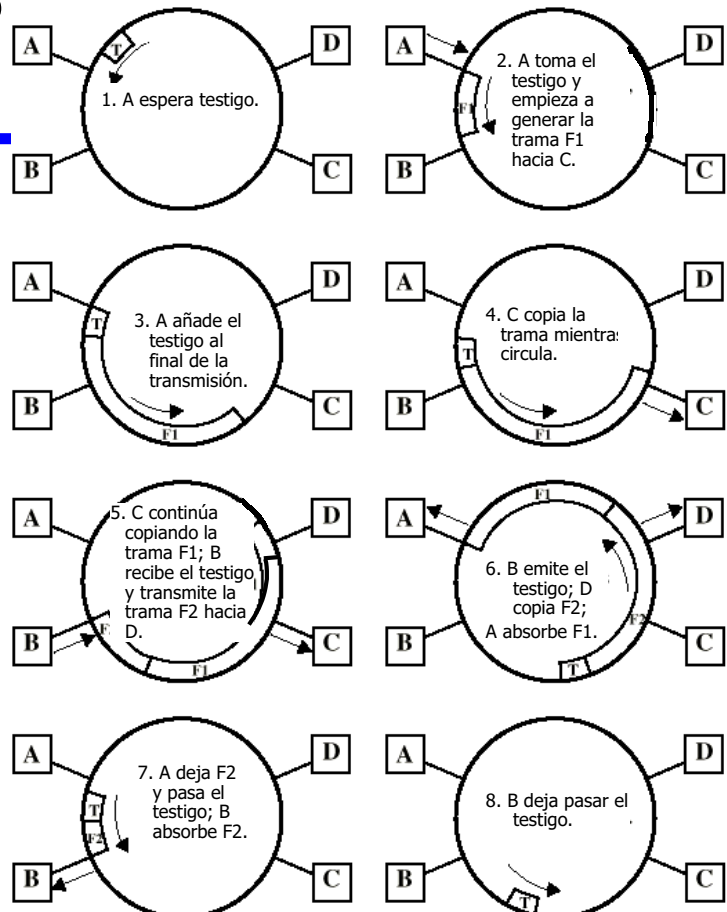 )
A
D
T
1. A espera testigo.
B
C
A
D
2. A toma el
testigo y
empieza a
generar la
trama F1
hacia C.
F1
B
C
A
D
T
3. A añade el
testigo al
final de la
transmisión.
B
C
F1
A
D
4. C copia la
trama mientras
circula.
T
B
C
F1
A
D
5. C continúa
copiando la
trama F1; B
recibe el testigo
y transmite la
trama F2 hacia
D.
F
B
C
F1
F1
A
D
6. B emite el
testigo; D
copia F2;
A absorbe F1.
F2
B
C
T
A
D
7. A deja F2
y pasa el
testigo; B
absorbe F2.
T
F2
B
C
A
D
8. B deja pasar el
testigo.
B
C
T